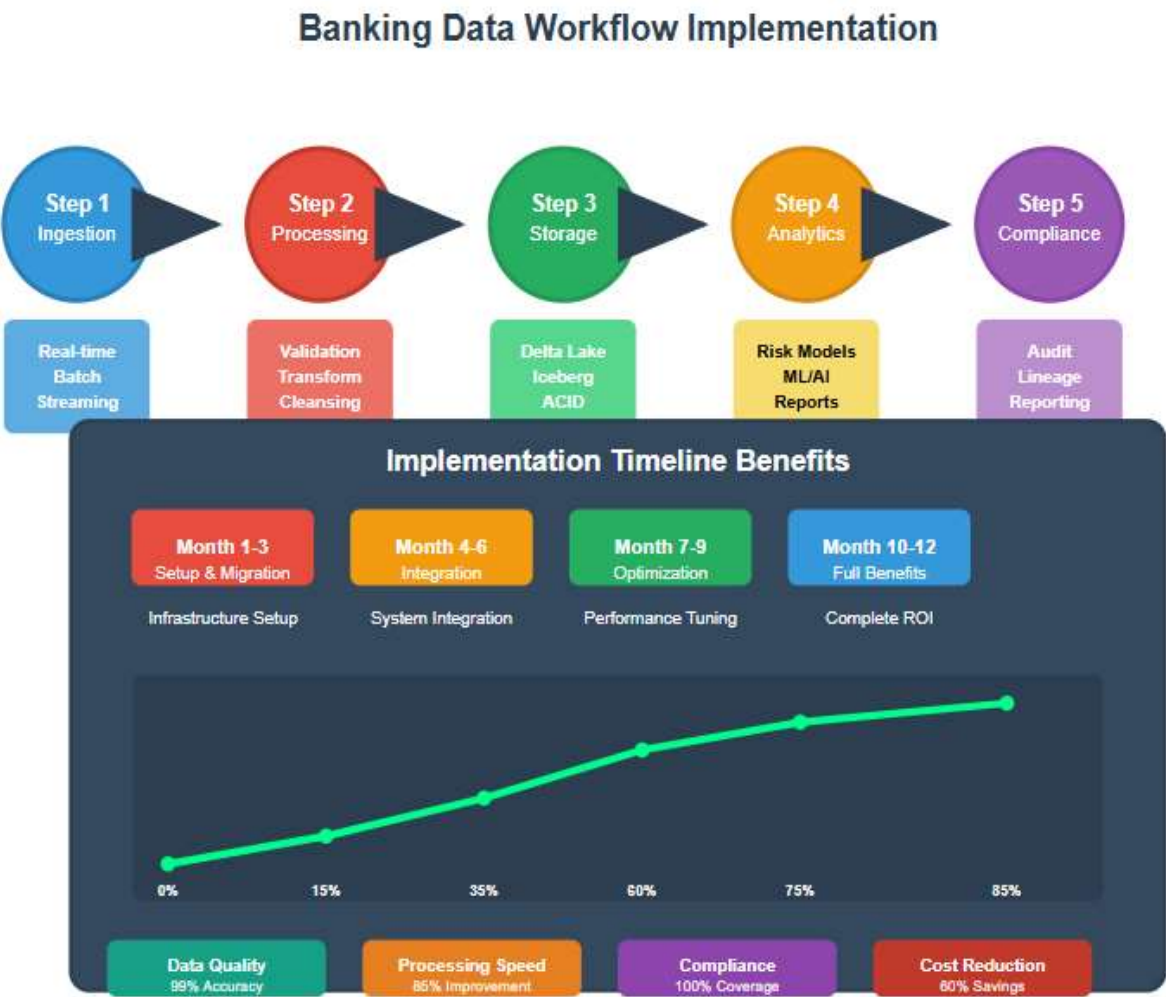 Banking Data Workflow Implementation
Step 1
Ingestion
Step 2
Processing
Step 3
Storage
Step 4
Analytics
Step 5
Compliance
Real-time
Batch
Streaming
Validation
Transform
Cleansing
Delta Lake
Iceberg
ACID
Risk Models
ML/AI
Reports
Audit
Lineage
Reporting
Implementation Timeline Benefits
Month 1-3
Setup & Migration
Infrastructure Setup
Month 4-6
Integration
System Integration
Month 7-9
Optimization
Performance Tuning
Month 10-12
Full Benefits
Complete ROI
0% 15% 35% 60% 75% 85%
Data Quality
99% Accuracy
Processing Speed
85% Improvement
Compliance
100% Coverage
Cost Reduction
60% Savings